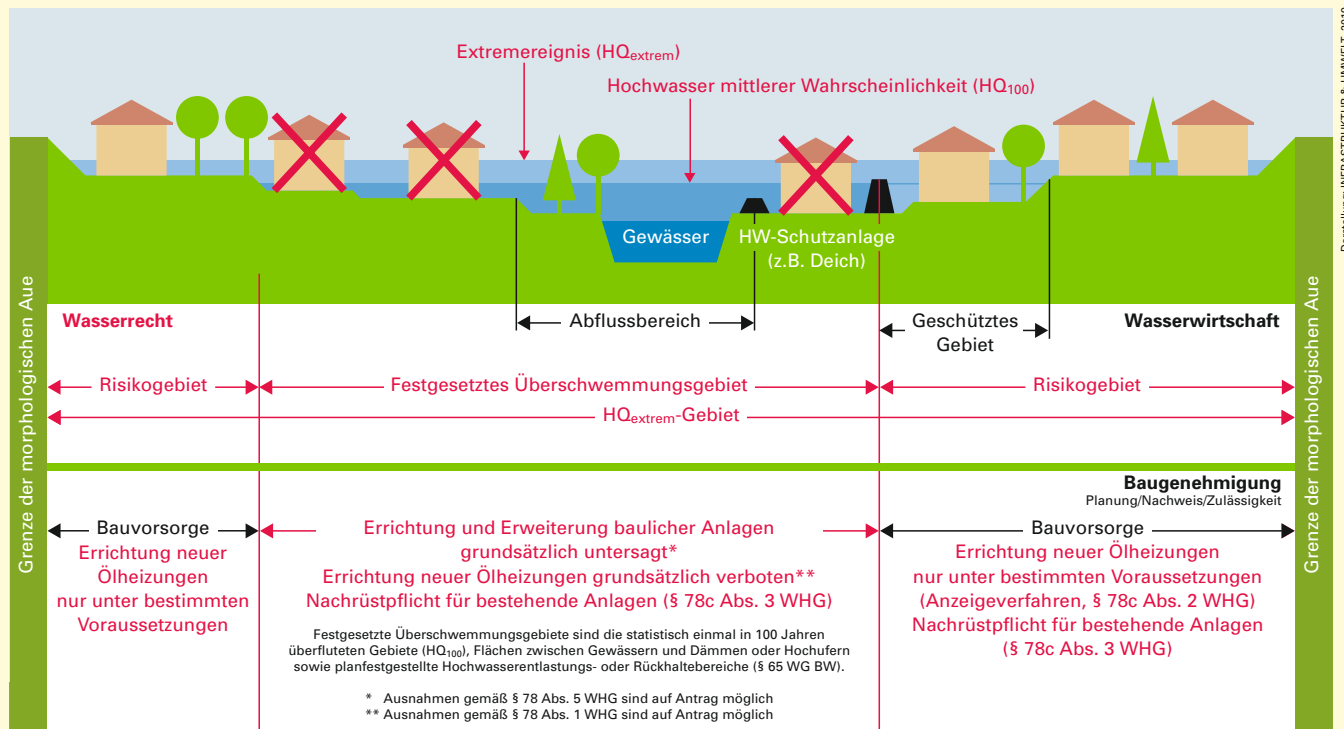 Extremereignis (HQextrem)
Hochwasser mittlerer Wahrscheinlichkeit (HQ100)
Gewässer
HW-Schutzanlage
(z.B. Deich)
Grenze der morphologischen Aue
Grenze der morphologischen Aue
Wasserrecht
Abflussbereich
Geschütztes
Gebiet
Wasserwirtschaft
Risikogebiet
Festgesetztes Überschwemmungsgebiet
Risikogebiet
HQextrem-Gebiet
Baugenehmigung
Planung/Nachweis/Zulässigkeit
Bauvorsorge
Errichtung neuer
Ölheizungen
nur unter bestimmten
Voraussetzungen
Errichtung und Erweiterung baulicher Anlagen
grundsätzlich untersagt*
Errichtung neuer Ölheizungen grundsätzlich verboten**
Nachrüstpflicht für bestehende Anlagen (§ 78c Abs. 3 WHG)
Festgesetzte Überschwemmungsgebiete sind die statistisch einmal in 100 Jahren
überfluteten Gebiete (HQ100), Flächen zwischen Gewässern und Dämmen oder Hochufern
sowie planfestgestellte Hochwasserentlastungs- oder Rückhaltebereiche (§ 65 WG BW).
* Ausnahmen gemäß § 78 Abs. 5 WHG sind auf Antrag möglich
** Ausnahmen gemäß § 78 Abs. 1 WHG sind auf Antrag möglich
Bauvorsorge
Errichtung neuer Ölheizungen
nur unter bestimmten Voraussetzungen
(Anzeigeverfahren, § 78c Abs. 2 WHG)
Nachrüstpflicht für bestehende Anlagen
(§ 78c Abs. 3 WHG)